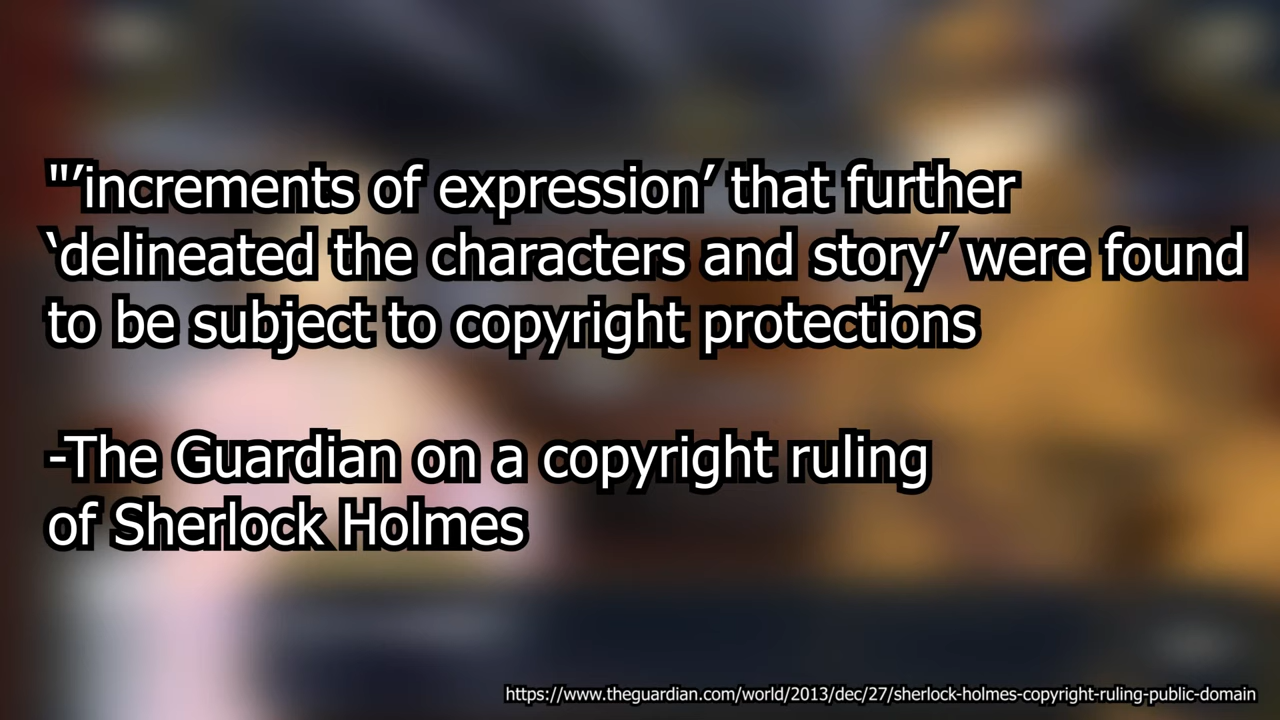 "’increments of expression’ that further
‘delineated the characters and story’ were found
to be subject to copyright protections
-The Guardian on a copyright ruling
of Sherlock Holmes
https://www.theguardian.com/world/2013/dec/27/sherlock-holmes-copyright-ruling-public-domain